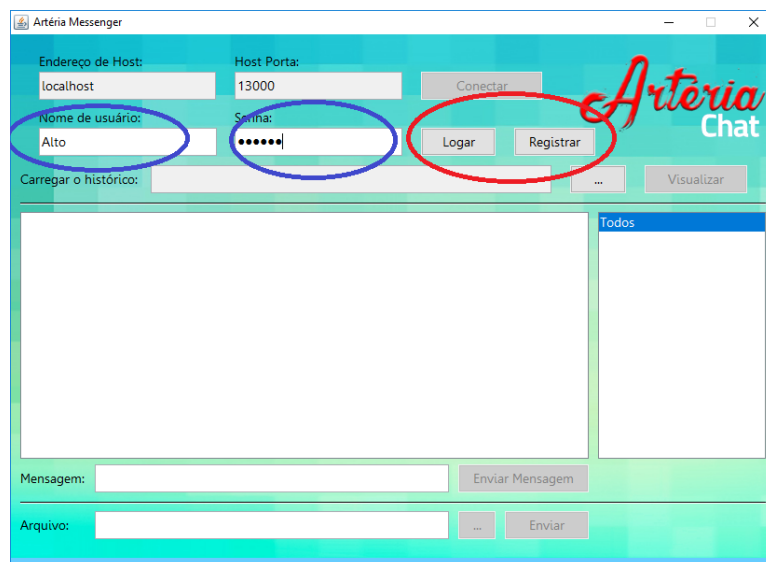 Artéria Messenger
Endereço de Host:
Host Porta:
localhost
13000
Conectar
Artéria
Chat
Nome de usuário:
Senha:
Alto
••••••
Logar
Registrar
Carregar o histórico:
...
Visualizar
Todos
Mensagem:
Enviar Mensagem
Arquivo:
...
Enviar